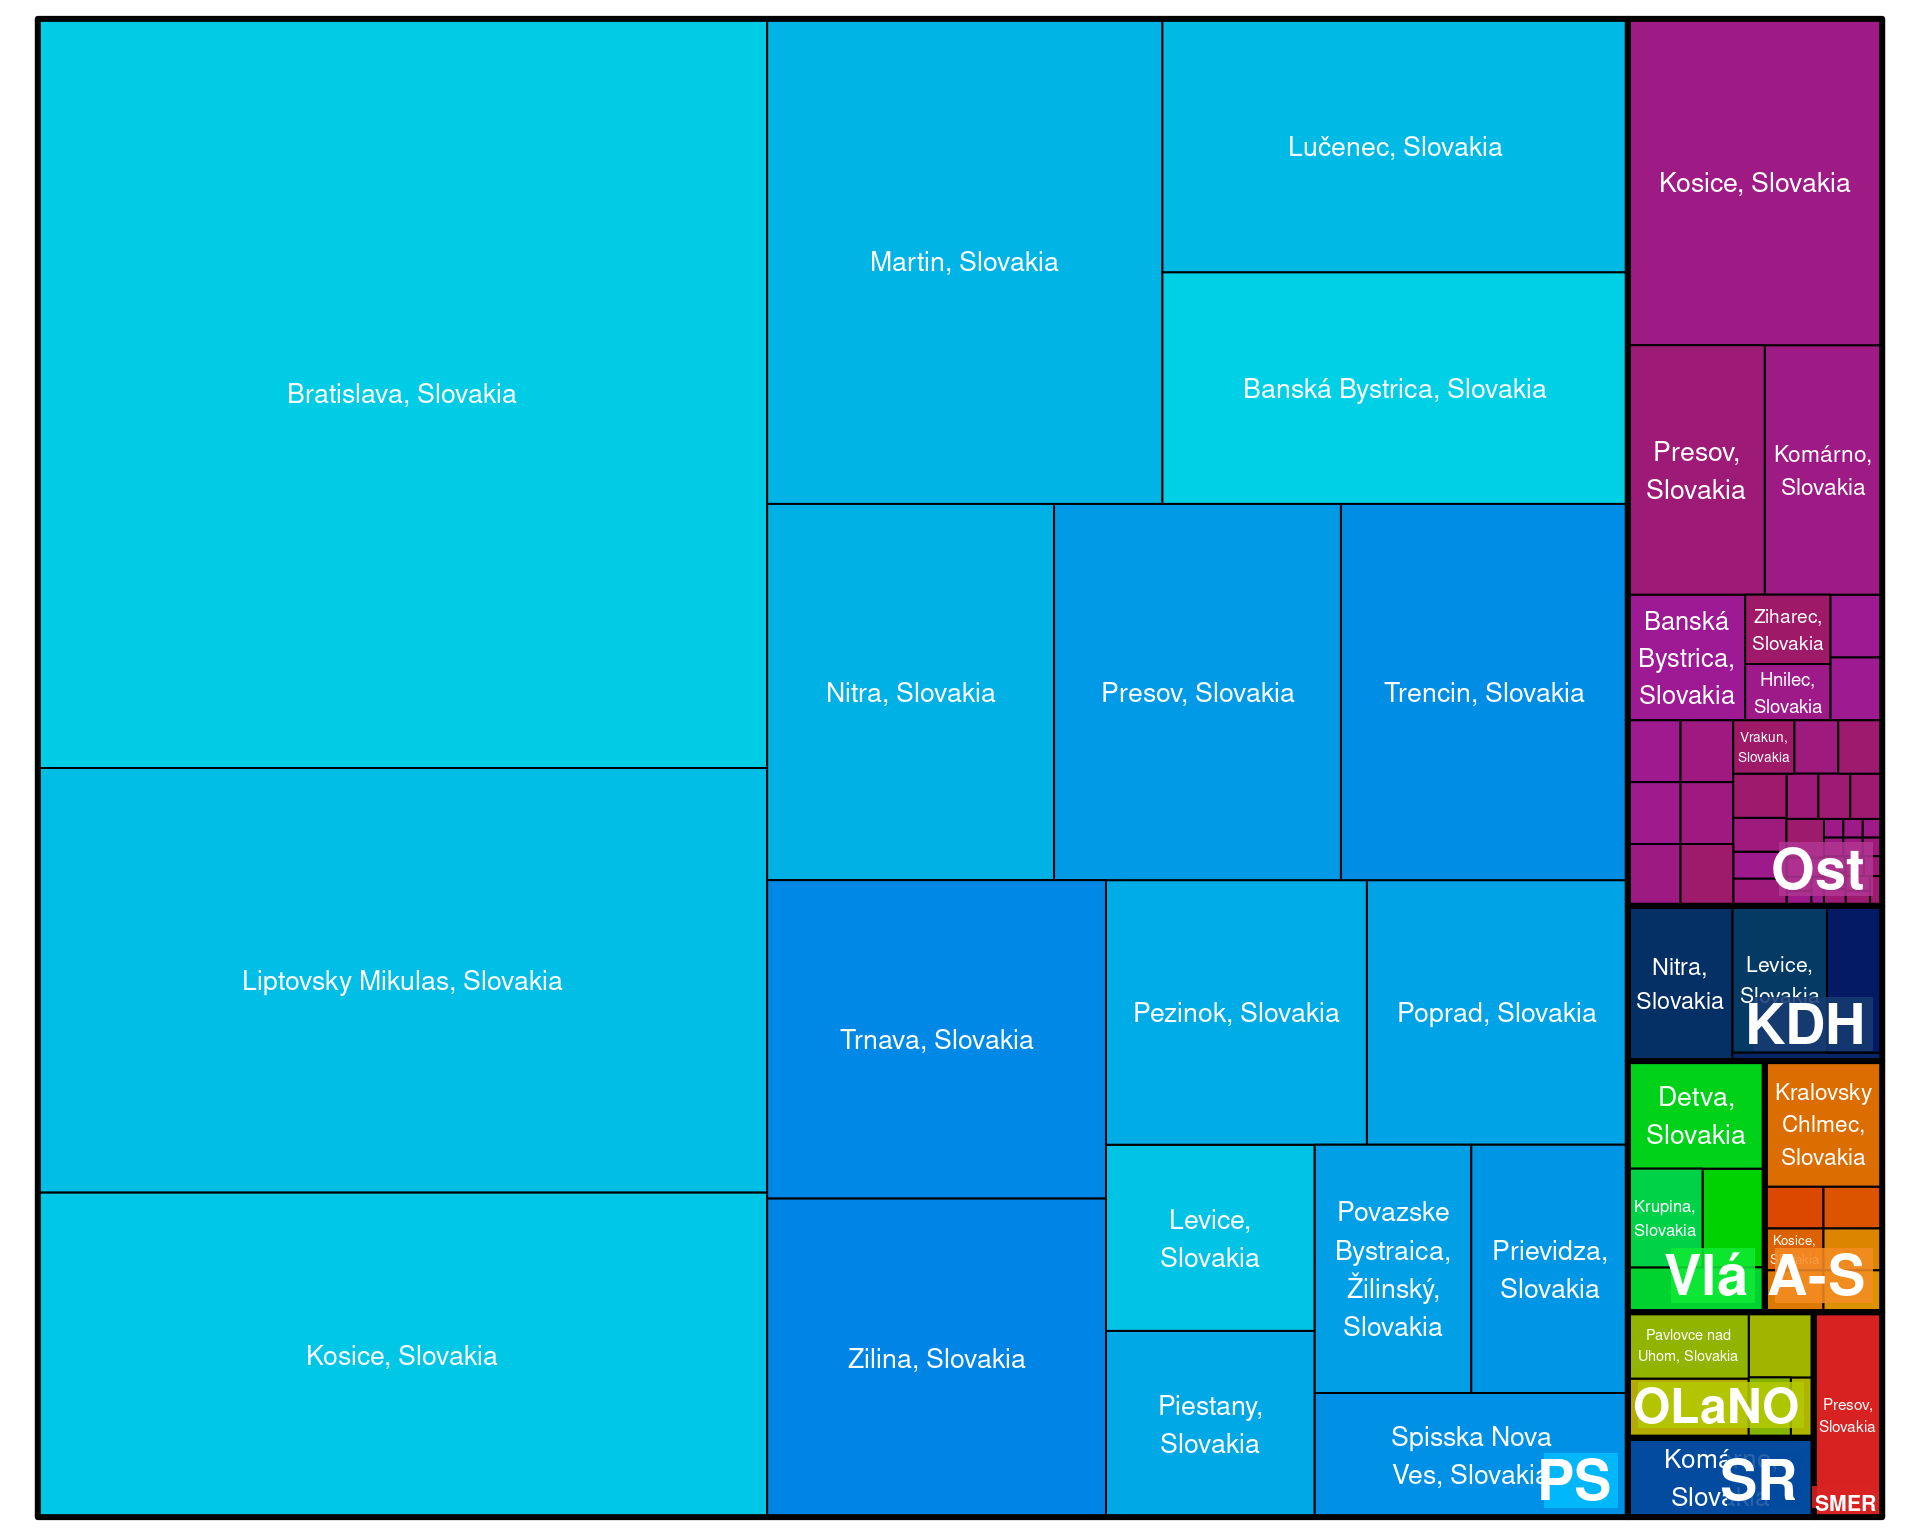 Bratislava, Slovakia
Liptovsky Mikulas, Slovakia
Kosice, Slovakia
Martin, Slovakia
Lučenec, Slovakia
Banská Bystrica, Slovakia
Nitra, Slovakia
Presov, Slovakia
Trencin, Slovakia
Trnava, Slovakia
Zilina, Slovakia
Pezinok, Slovakia
Poprad, Slovakia
Levice,
Slovakia
Piestany,
Slovakia
Povazske
Bystraica,
Žilinský,
Slovakia
Prievidza,
Slovakia
Spisska Nova
Ves, Slovakia
PS
Kosice, Slovakia
Presov,
Slovakia
Komárno,
Slovakia
Banská
Bystrica,
Slovakia
Ziharec,
Slovakia
Hnilec,
Slovakia
Vrakun,
Slovakia
Ost
Nitra,
Slovakia
Levice,
Slovakia
KDH
Detva,
Slovakia
Krupina,
Slovakia
Vlá
Kralovsky
Chlmec,
Slovakia
Kosice,
Slovakia
A-S
Pavlovce nad
Uhom, Slovakia
OLaNO
Komárno,
Slovakia
SR
Presov,
Slovakia
SMER